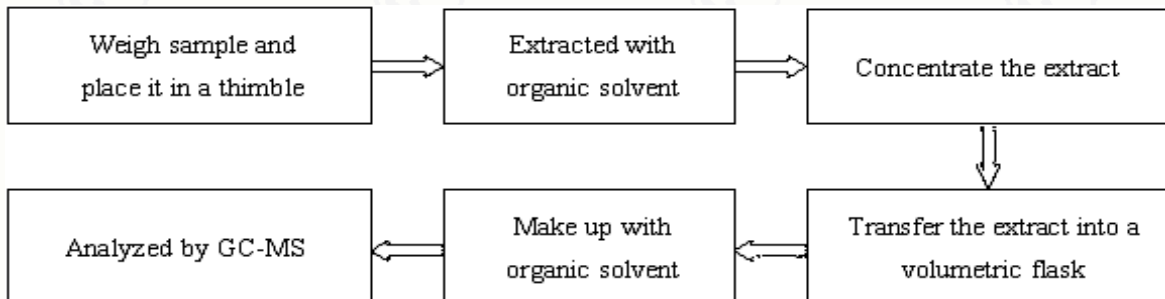 Weigh sample and
place it in a thimble
Extracted with
organic solvent
Concentrate the extract
Transfer the extract into a
volumetric flask
Make up with
organic solvent
Analyzed by GC-MS